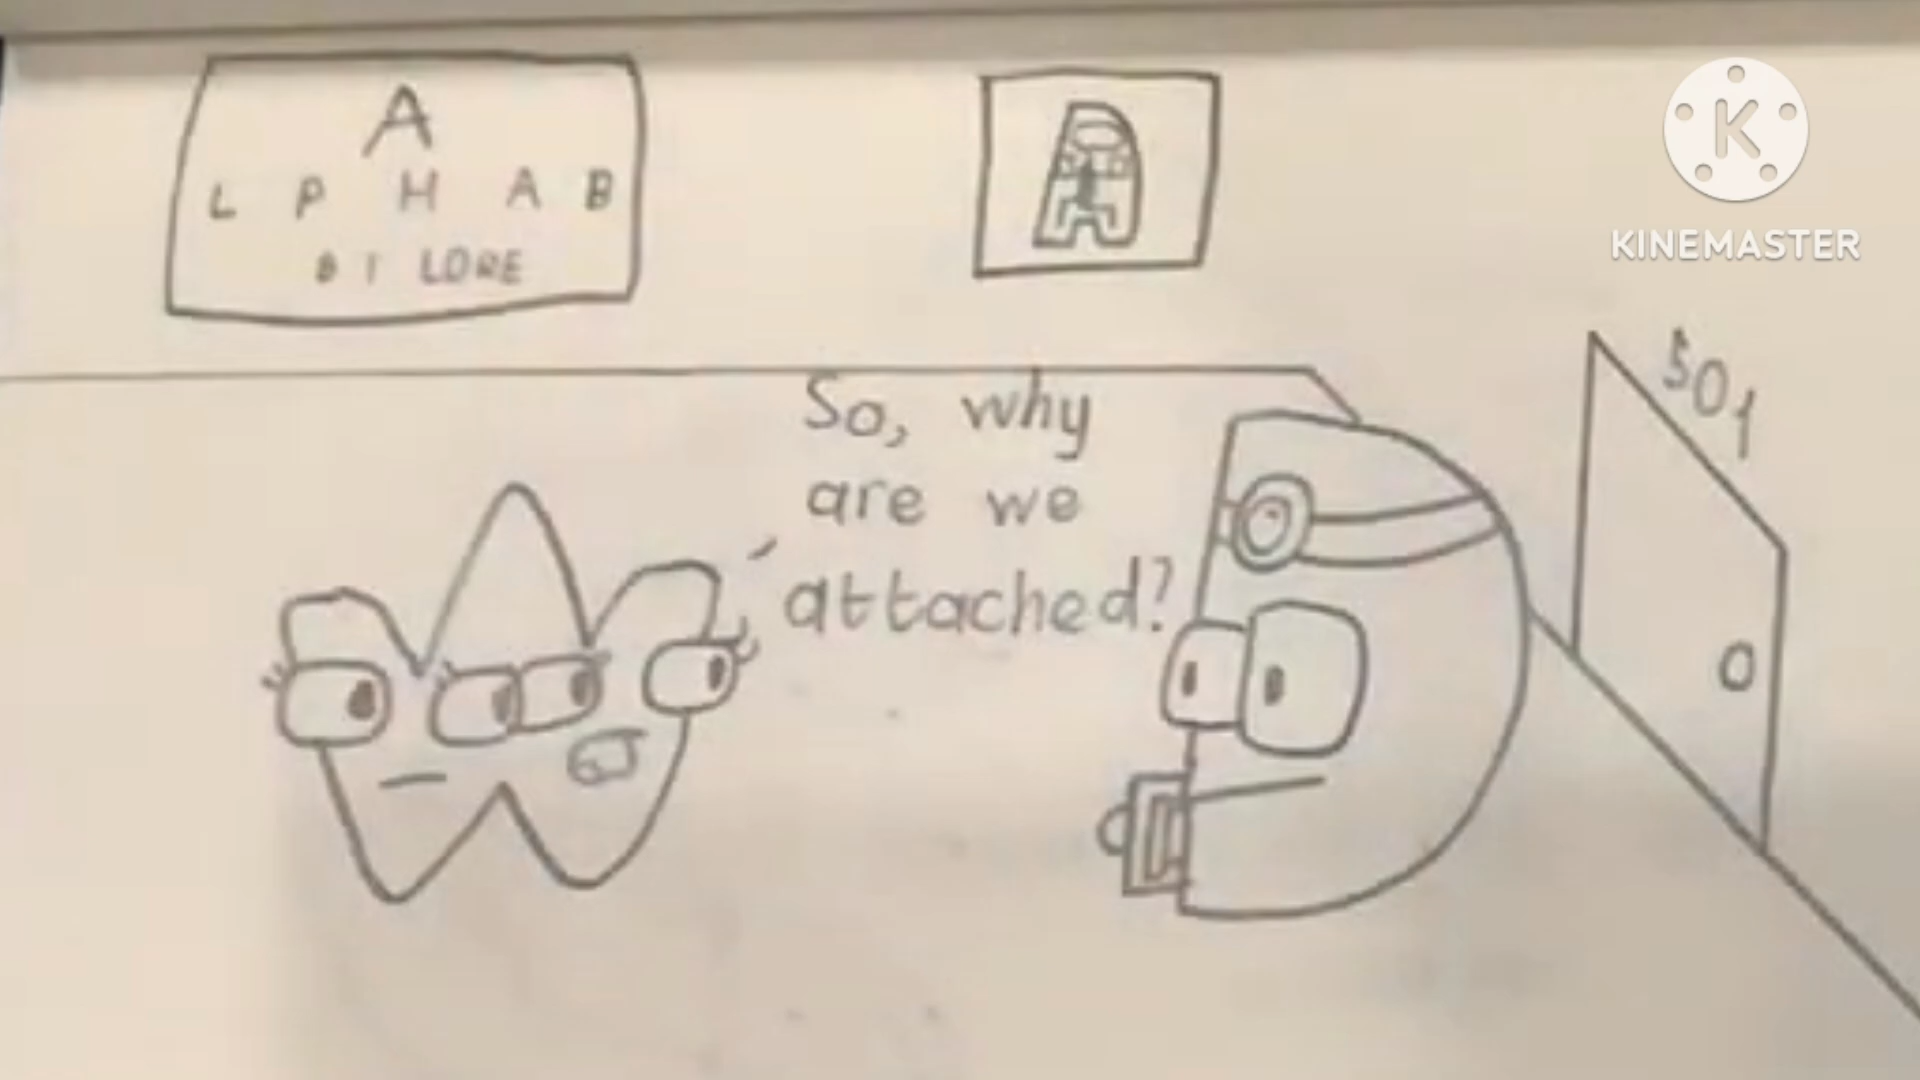 A
L P H A B
B I LORE
K
KINEMASTER
501
So, why
are we
attached?